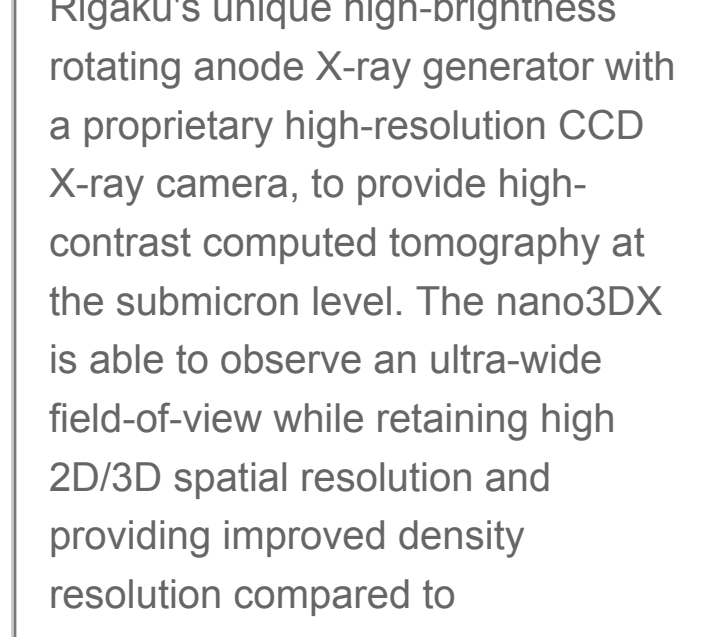 Rigaku's unique high-brightness
rotating anode X-ray generator with
a proprietary high-resolution CCD
X-ray camera, to provide high-
contrast computed tomography at
the submicron level. The nano3DX
is able to observe an ultra-wide
field-of-view while retaining high
2D/3D spatial resolution and
providing improved density
resolution compared to